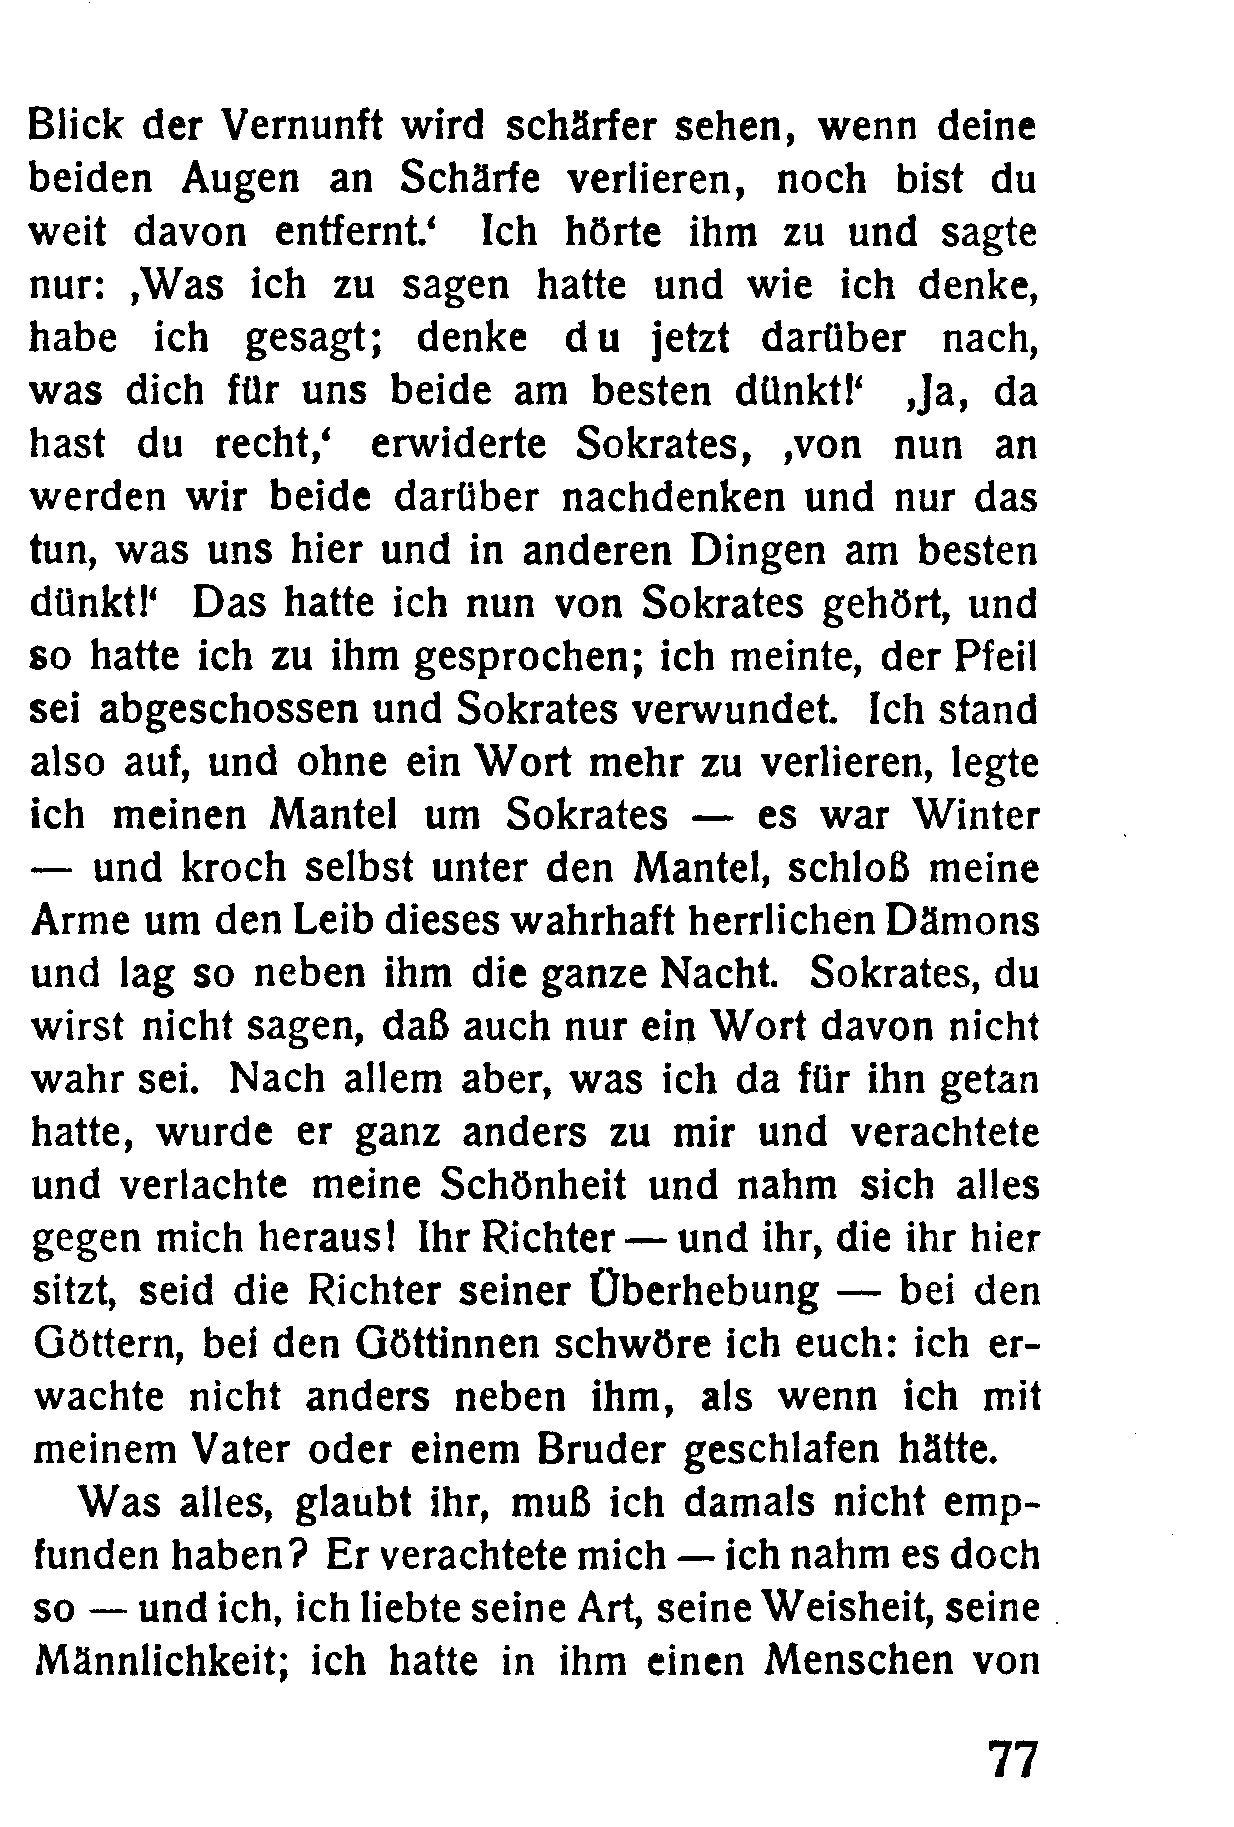 Blick der Vernunft wird schärfer sehen, wenn deine
beiden Augen an Schärfe verlieren, noch bist du
weit davon entfernt.‘ Ich hörte ihm zu und sagte
nur: ‚Was ich zu sagen hatte und wie ich denke,
habe ich gesagt; denke d u jetzt darüber nach,
was dich für uns beide am besten dünkt!‘ ‚Ja, da
hast du recht,‘ erwiderte Sokrates, ‚von nun an
werden wir beide darüber nachdenken und nur das
tun, was uns hier und in anderen Dingen am besten
dünkt!‘ Das hatte ich nun von Sokrates gehört, und
so hatte ich zu ihm gesprochen; ich meinte, der Pfeil
sei abgeschossen und Sokrates verwundet. Ich stand
also auf, und ohne ein Wort mehr zu verlieren, legte
ich meinen Mantel um Sokrates — es war Winter
— und kroch selbst unter den Mantel, schloß meine
Arme um den Leib dieses wahrhaft herrlichen Dämons
und lag so neben ihm die ganze Nacht. Sokrates, du
wirst nicht sagen, daß auch nur ein Wort davon nicht
wahr sei. Nach allem aber, was ich da für ihn getan
hatte, wurde er ganz anders zu mir und verachtete
und verlachte meine Schönheit und nahm sich alles
gegen mich heraus! Ihr Richter — und ihr, die ihr hier
sitzt, seid die Richter seiner Überhebung — bei den
Göttern, bei den Göttinnen schwöre ich euch: ich er-
wachte nicht anders neben ihm, als wenn ich mit
meinem Vater oder einem Bruder geschlafen hätte.
Was alles, glaubt ihr, muß ich damals nicht emp-
funden haben? Er verachtete mich — ich nahm es doch
so — und ich, ich liebte seine Art, seine Weisheit, seine
Männlichkeit; ich hatte in ihm einen Menschen von
77